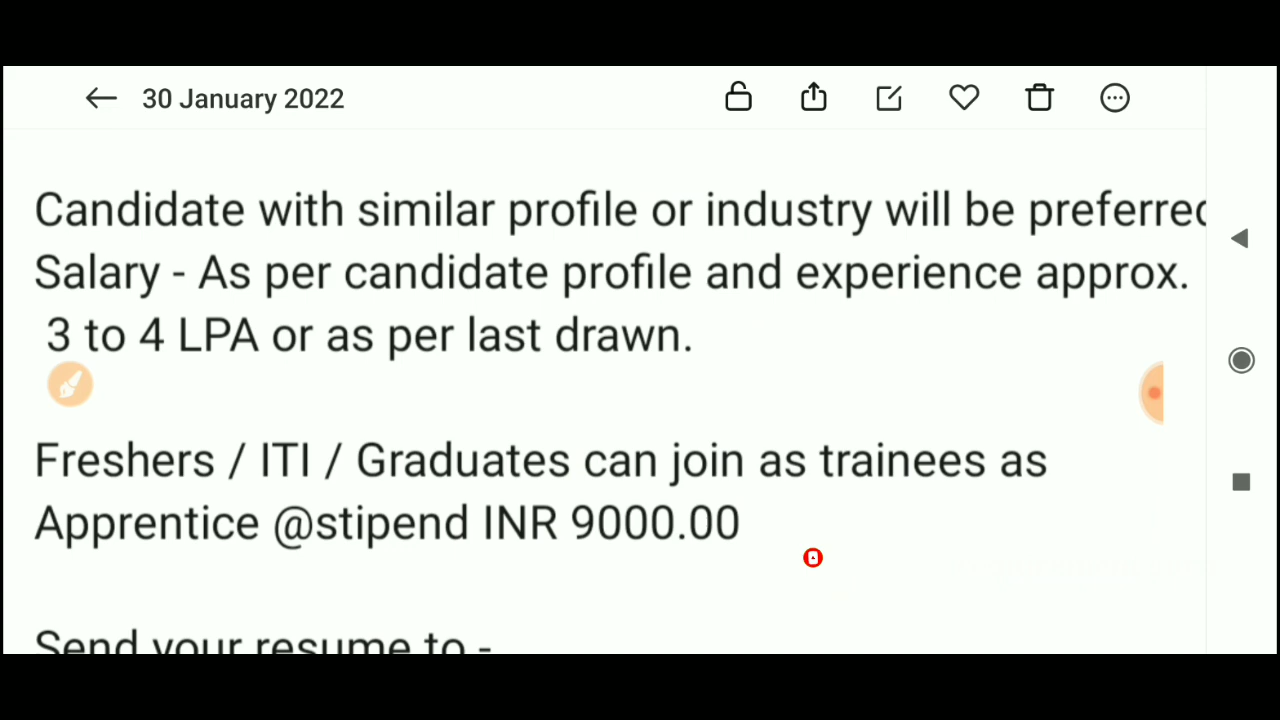 30 January 2022
Candidate with similar profile or industry will be preferred
Salary - As per candidate profile and experience approx.
3 to 4 LPA or as per last drawn.
Freshers / ITI / Graduates can join as trainees as
Apprentice @stipend INR 9000.00
Send your resume to -